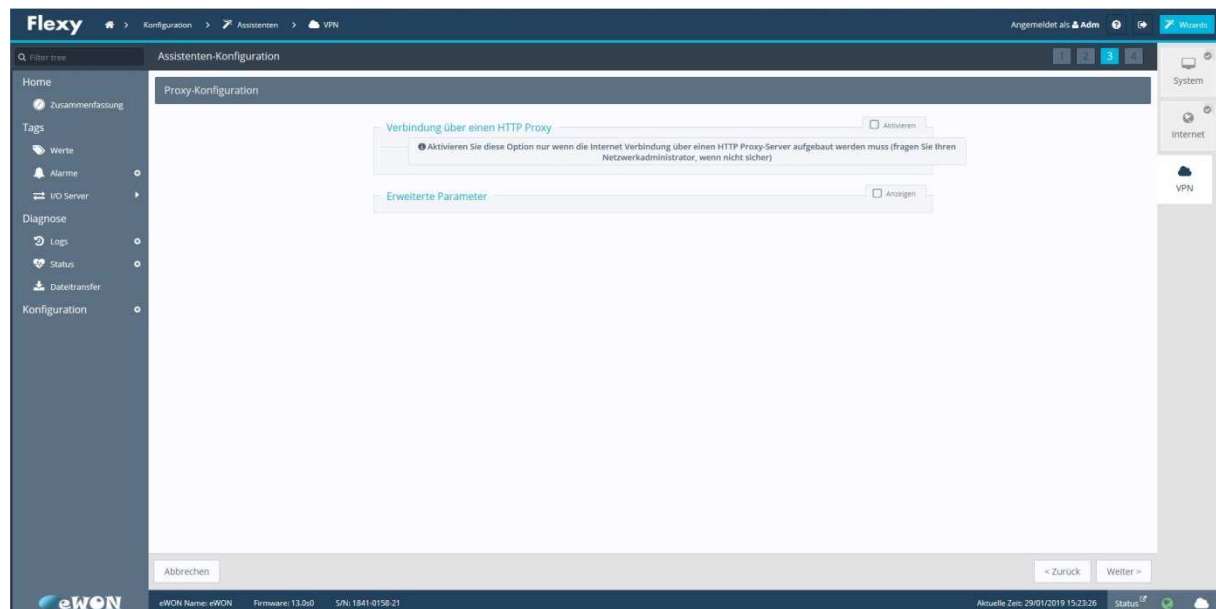 Flexy
Konfiguration > Assistenten > VPN
Angemeldet als Adm
Wizards
Filter tree
Assistenten-Konfiguration
1 2 3 4
System
Internet
VPN
Home
Zusammenfassung
Tags
Werte
Alarme
I/O Server
Diagnose
Logs
Status
Dateitransfer
Konfiguration
Proxy-Konfiguration
Verbindung über einen HTTP Proxy
Aktivieren
Aktivieren Sie diese Option nur wenn die Internet Verbindung über einen HTTP Proxy-Server aufgebaut werden muss (fragen Sie Ihren
Netzwerkadministrator, wenn nicht sicher)
Erweiterte Parameter
Anzeigen
Abbrechen
< Zurück
Weiter >
eWON
eWON Name: eWON Firmware: 13.0s0 S/N: 1841-0158-21
Aktuelle Zeit: 29/01/2019 15:23:26
Status